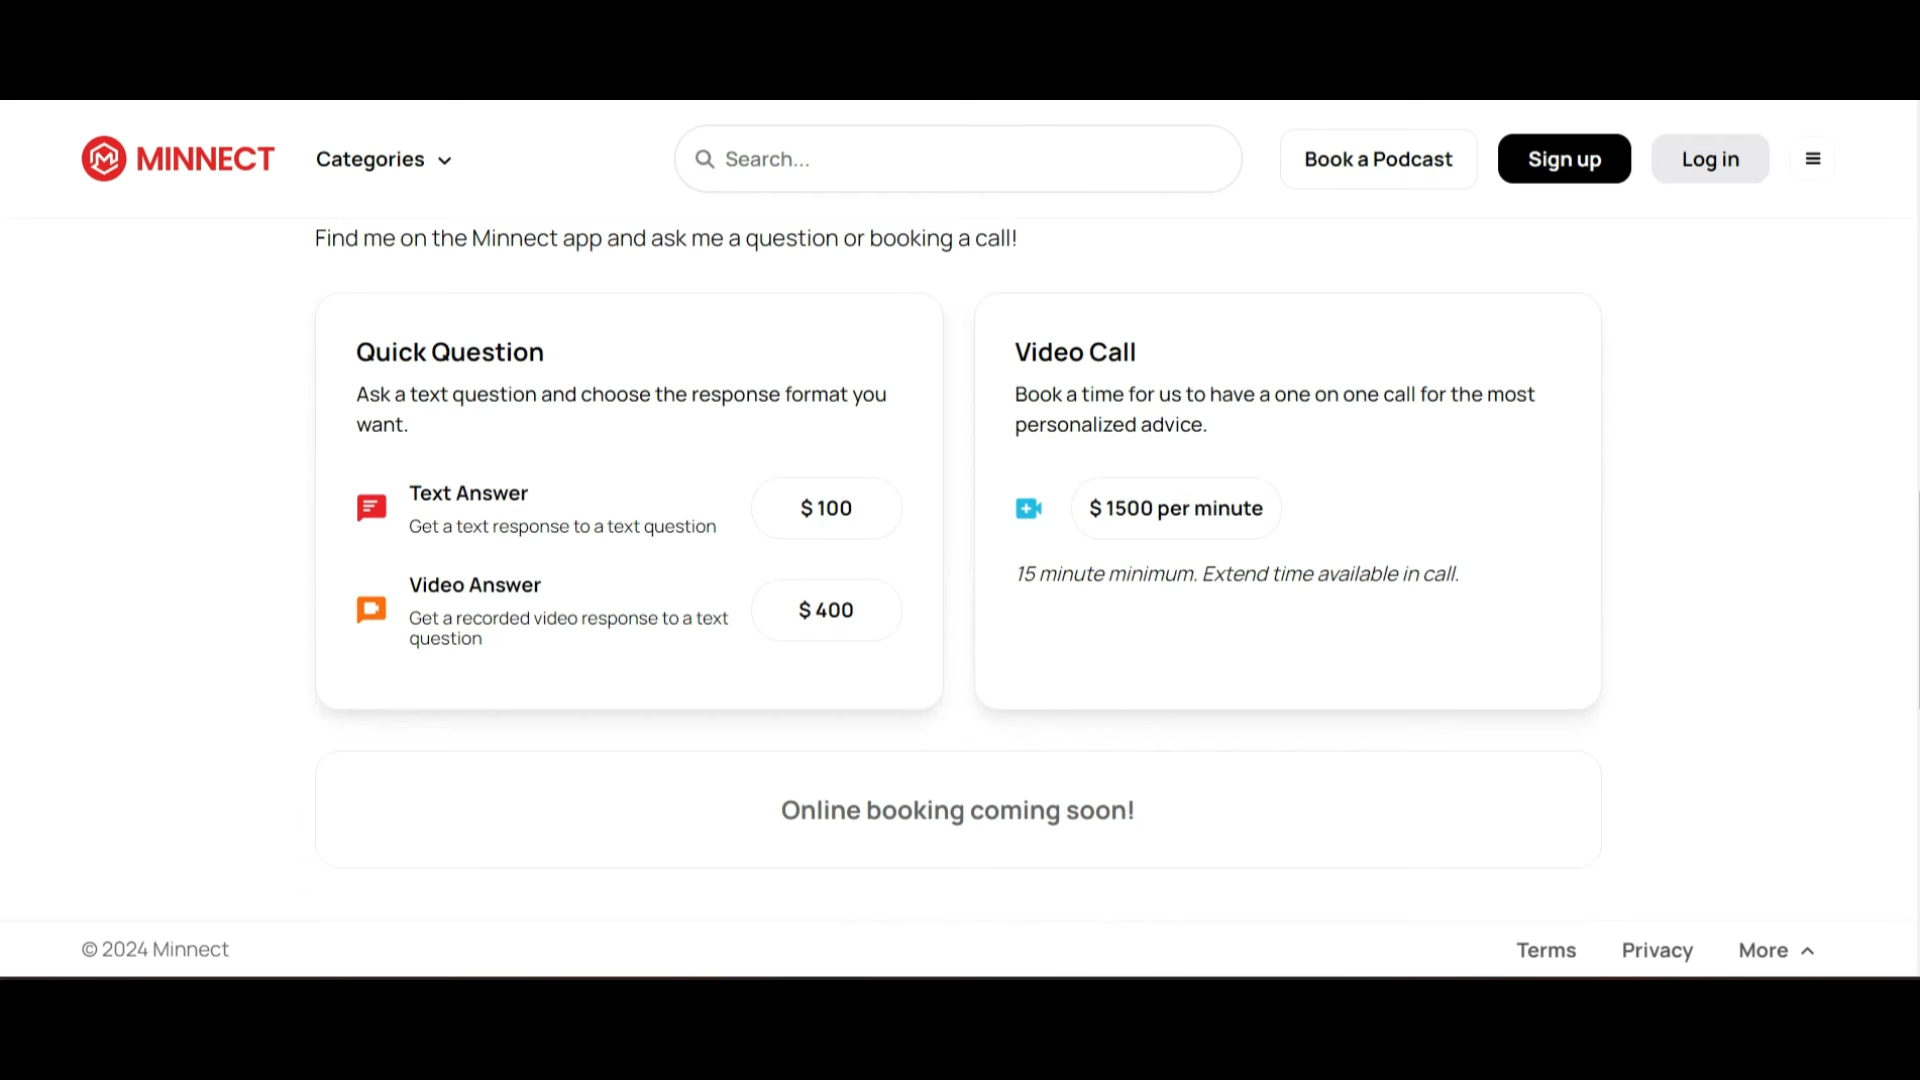 MINNECT
Categories
Search...
Book a Podcast
Sign up
Log in
Find me on the Minnect app and ask me a question or booking a call!
Quick Question
Ask a text question and choose the response format you
want.
Text Answer
Get a text response to a text question
$ 100
Video Answer
Get a recorded video response to a text
question
$ 400
Video Call
Book a time for us to have a one on one call for the most
personalized advice.
$ 1500 per minute
15 minute minimum. Extend time available in call.
Online booking coming soon!
© 2024 Minnect
Terms
Privacy
More